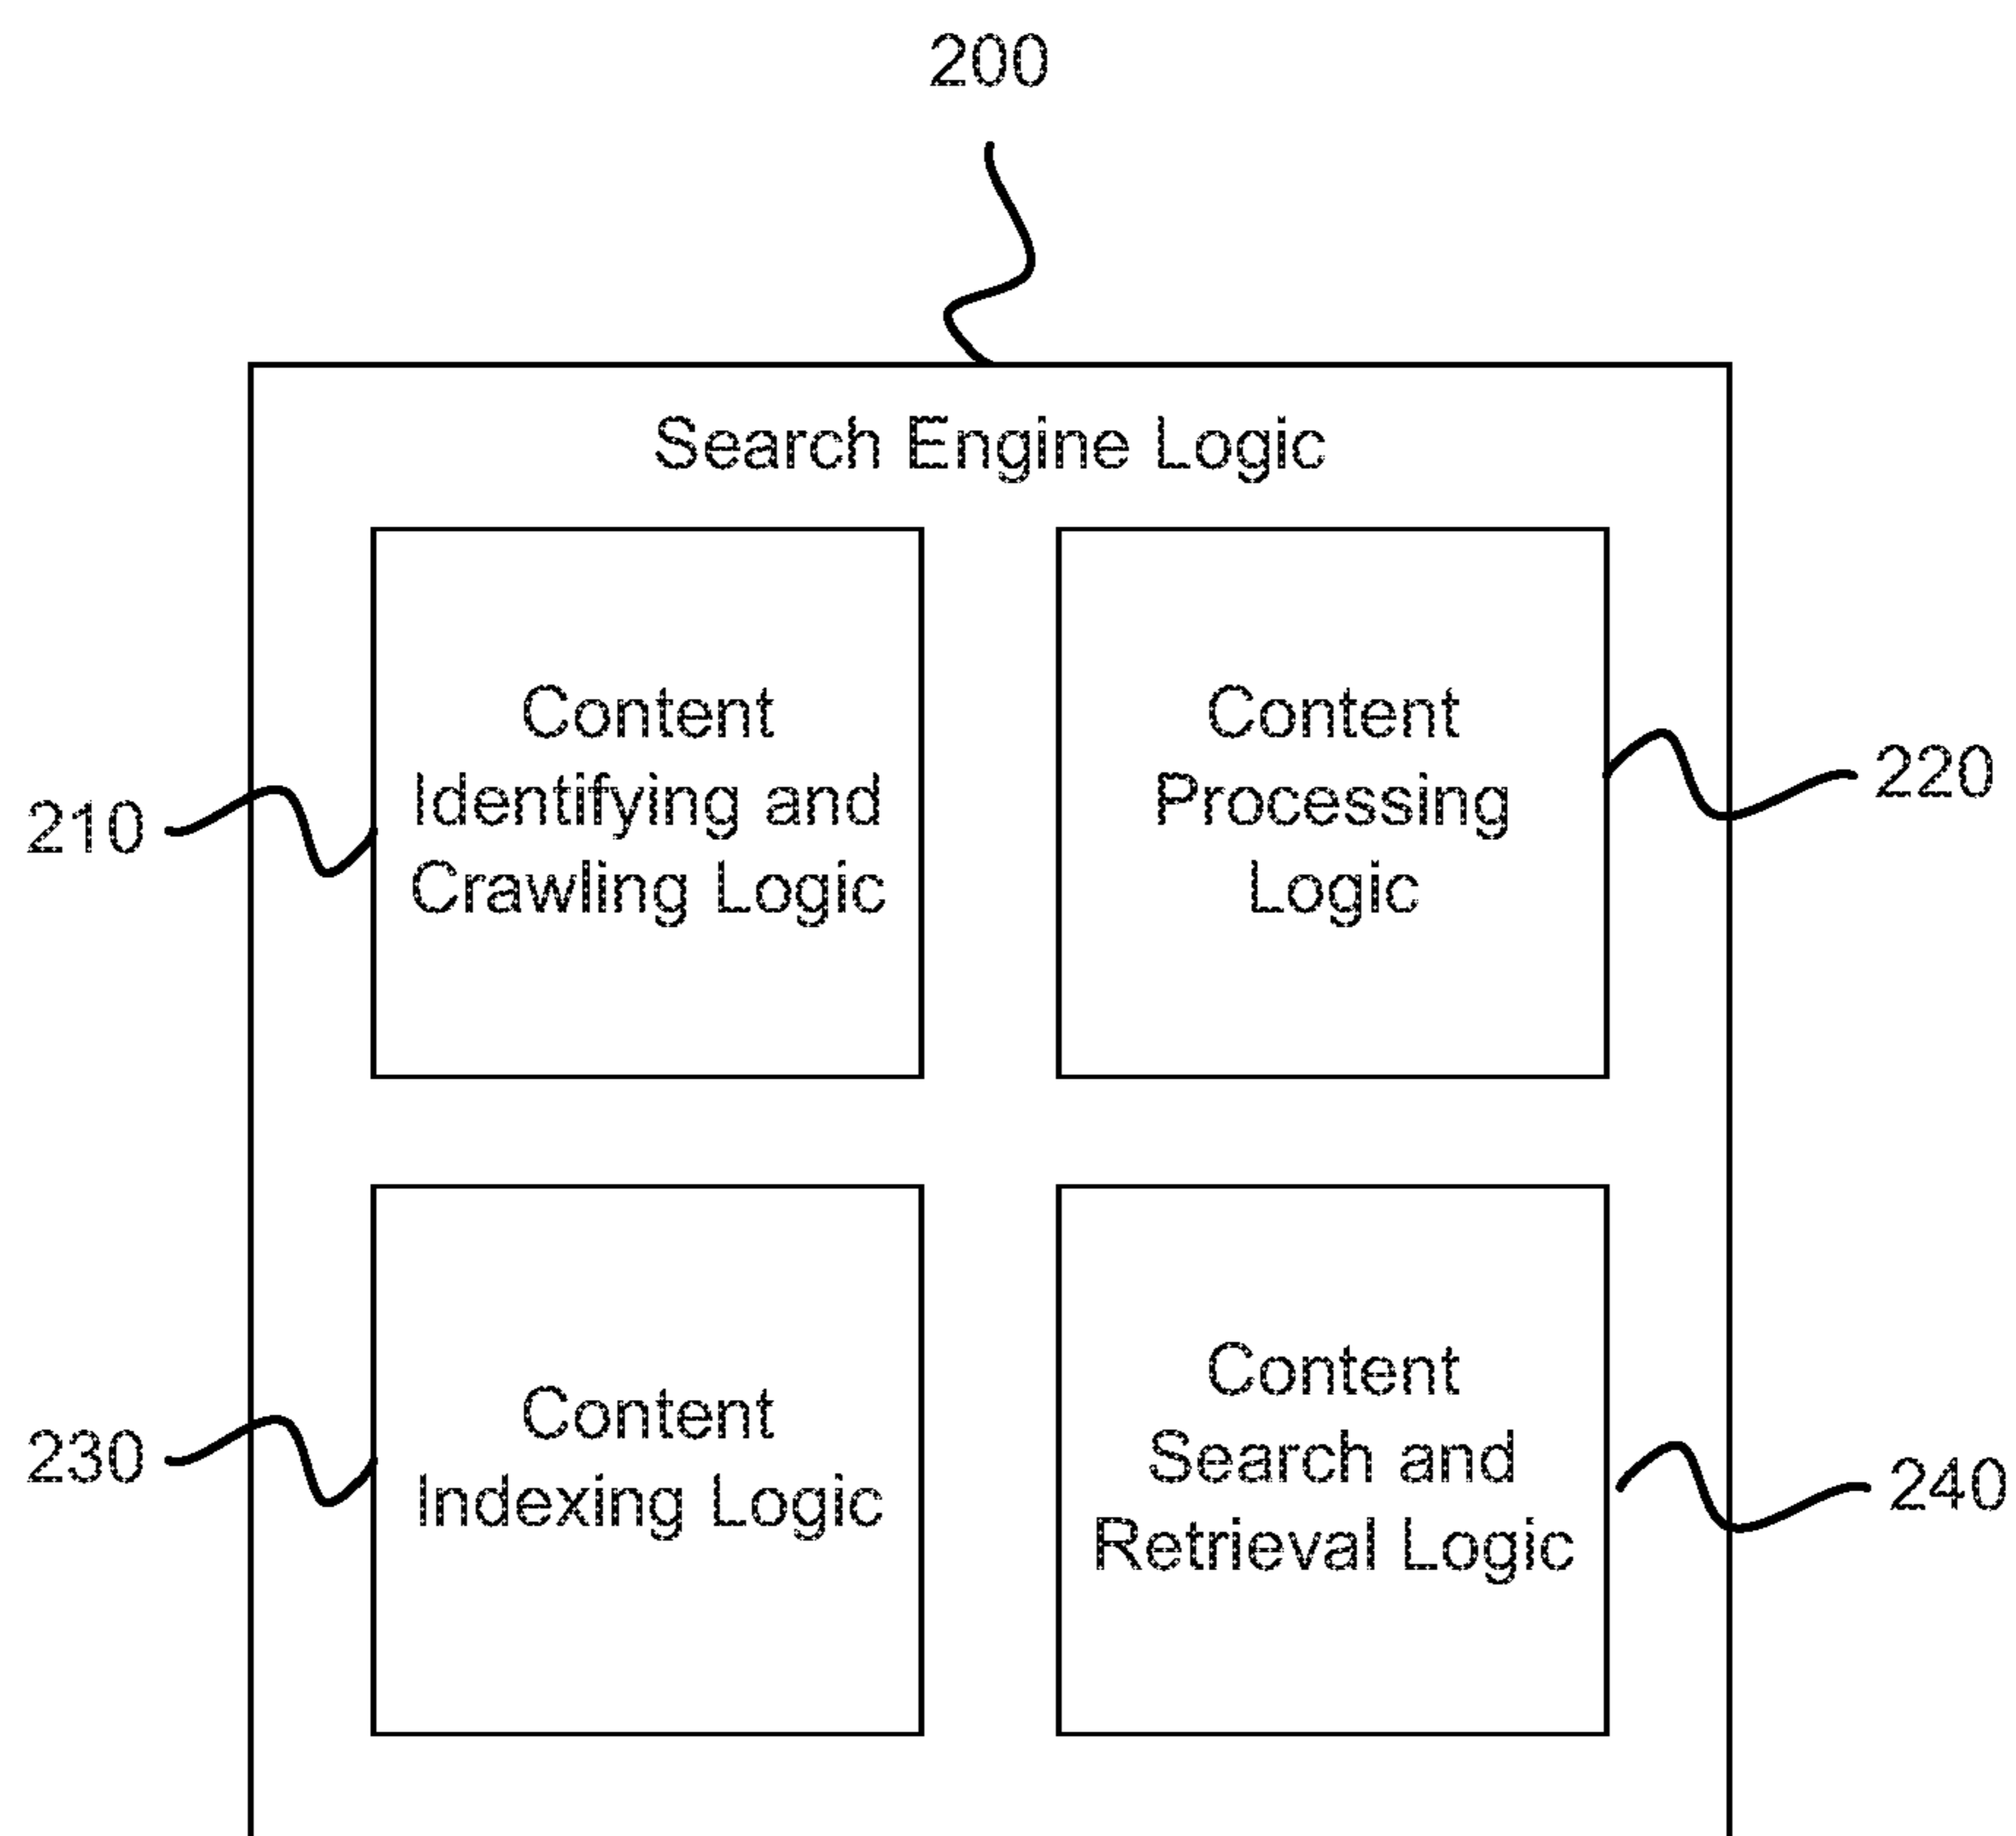 200
Search Engine Logic
Content
Identifying and
Crawling Logic
210
Content
Processing
Logic
220
Content
Indexing Logic
230
Content
Search and
Retrieval Logic
240